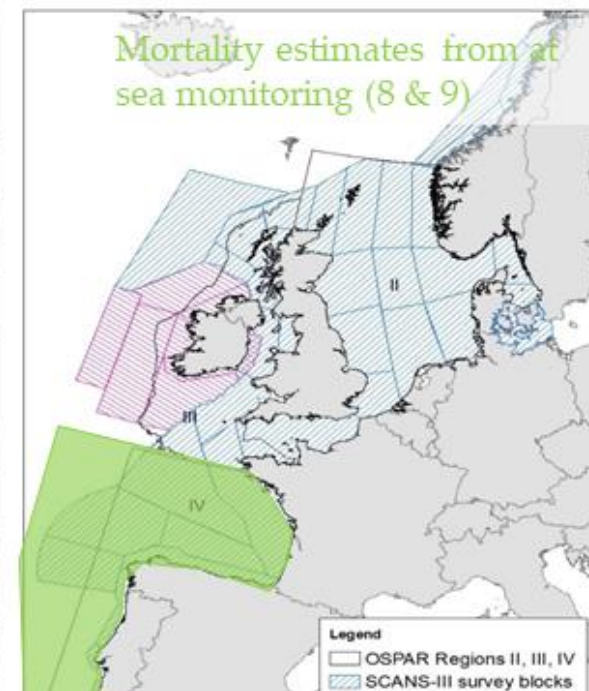 Mortality estimates from at
sea monitoring (8 & 9)
II
III
IV
Legend
OSPAR Regions II, III, IV
SCANS-III survey blocks